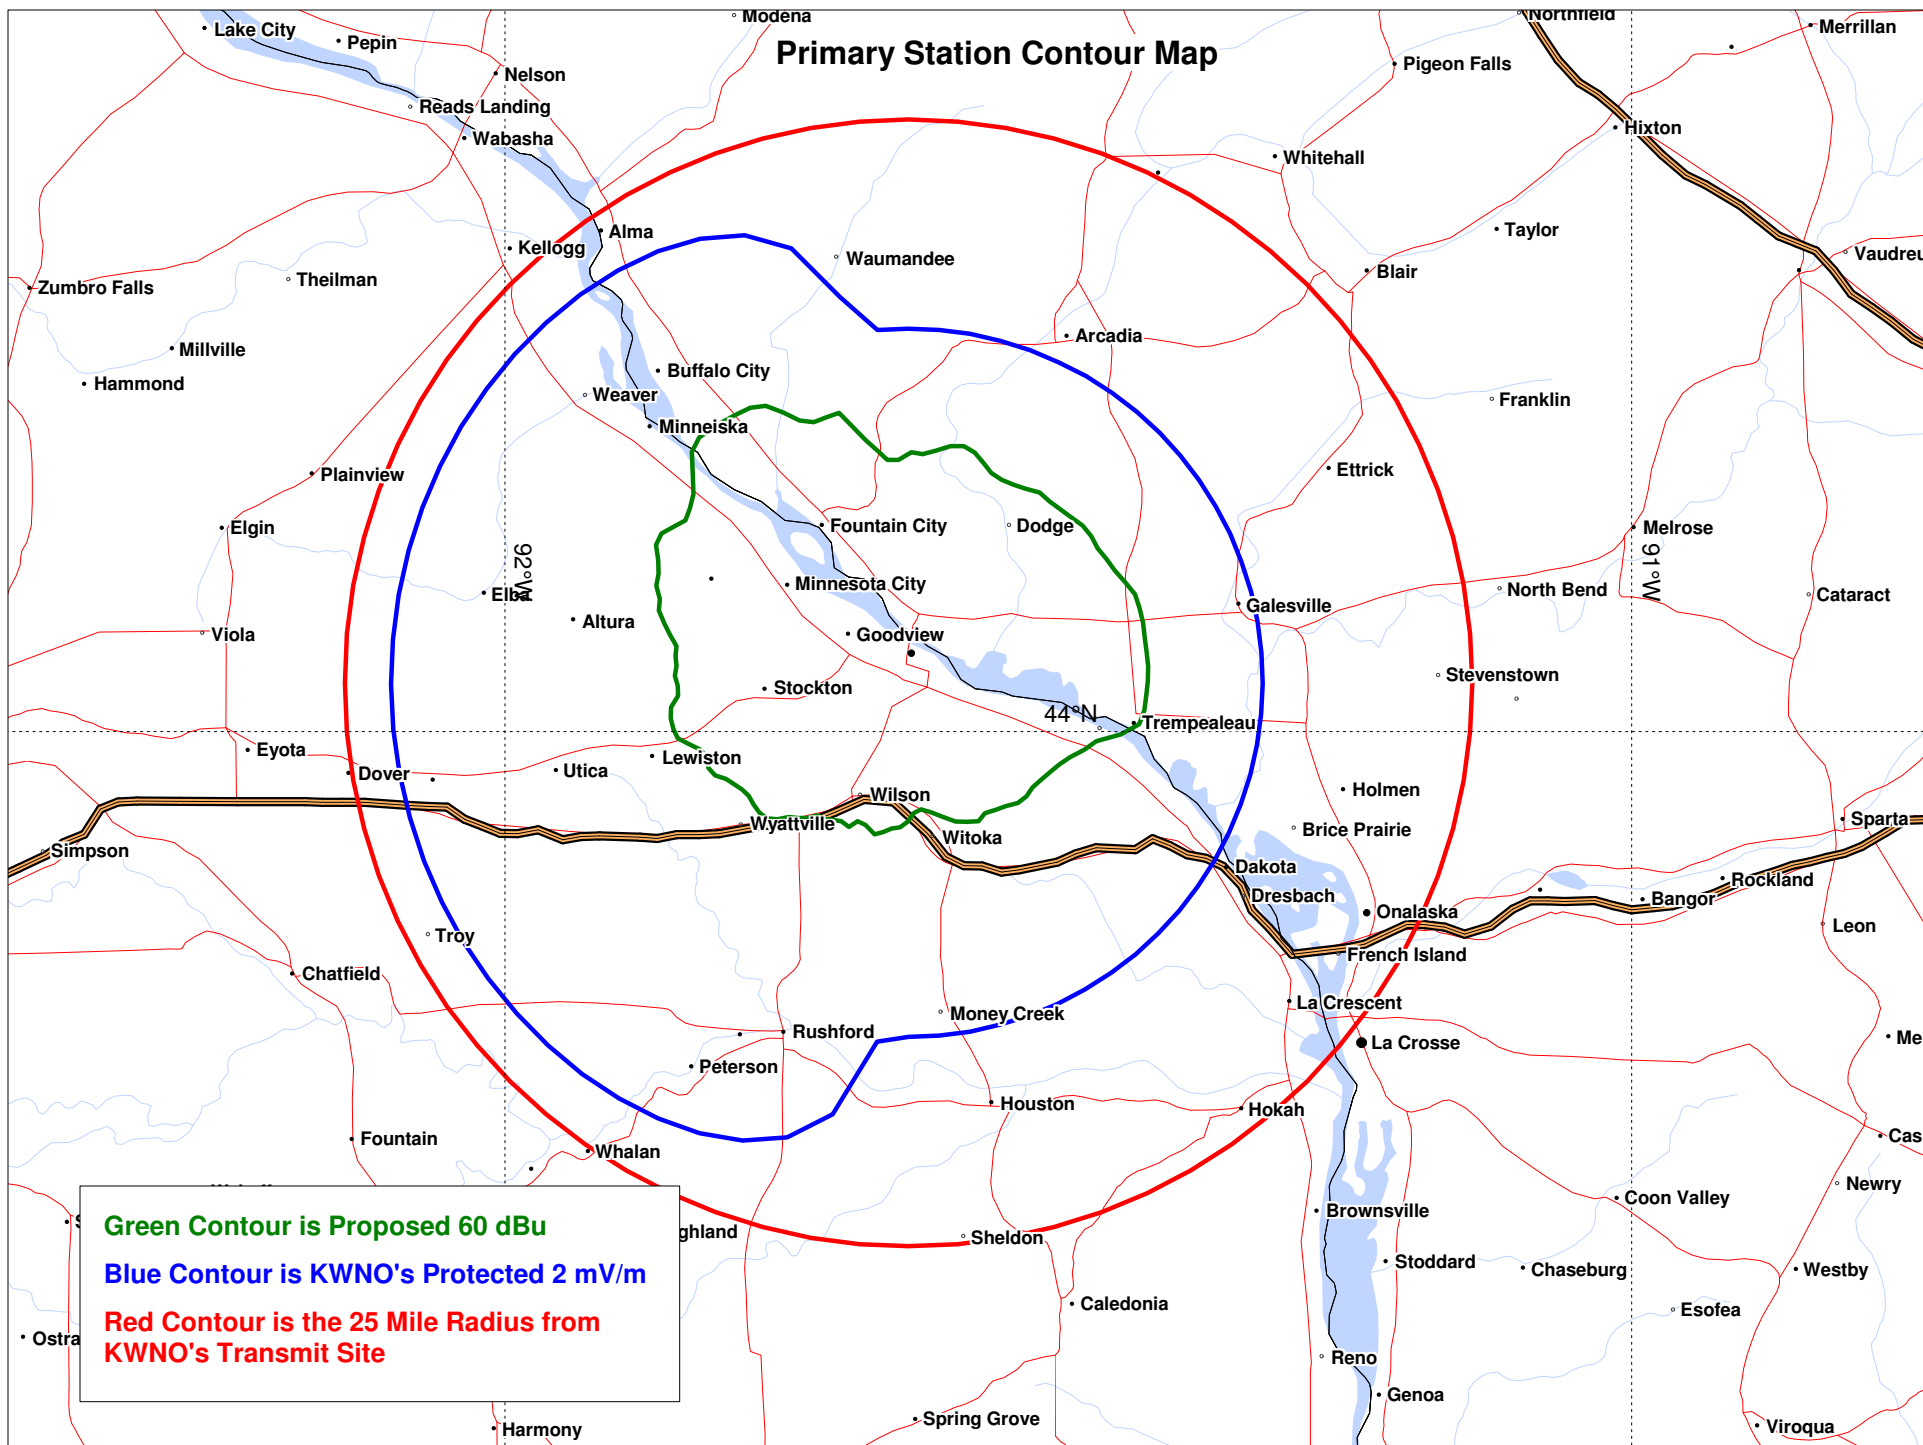 Modena
Northfield
Lake City
Merrillan
Pepin
Primary Station Contour Map
Pigeon Falls
Nelson
Reads Landing
Hixton
Wabasha
Whitehall
Taylor
Alma
Kellogg
Waumandee
Vaudreu
Blair
Theilman
Zumbro Falls
Arcadia
Millville
Buffalo City
Hammond
Weaver
Franklin
Minneiska
Ettrick
Plainview
Elgin
Fountain City
Dodge
Melrose
92°W
91°W
Minnesota City
North Bend
Elba
Cataract
Galesville
Altura
Viola
Goodview
Stevenstown
Stockton
44°N
Trempealeau
Eyota
Lewiston
Utica
Dover
Holmen
Wilson
Sparta
Wyattville
Brice Prairie
Witoka
Simpson
Dakota
Rockland
Dresbach
Bangor
Onalaska
Leon
Troy
French Island
Chatfield
La Crescent
Money Creek
Rushford
Me
La Crosse
Peterson
Houston
Hokah
Fountain
Cas
Whalan
Newry
Coon Valley
Brownsville
Green Contour is Proposed 60 dBu
ghland
Sheldon
Stoddard
Chaseburg
Westby
Blue Contour is KWNO's Protected 2 mV/m
Caledonia
Esofea
Red Contour is the 25 Mile Radius from
KWNO's Transmit Site
Ostra
Reno
Genoa
Spring Grove
Viroqua
Harmony